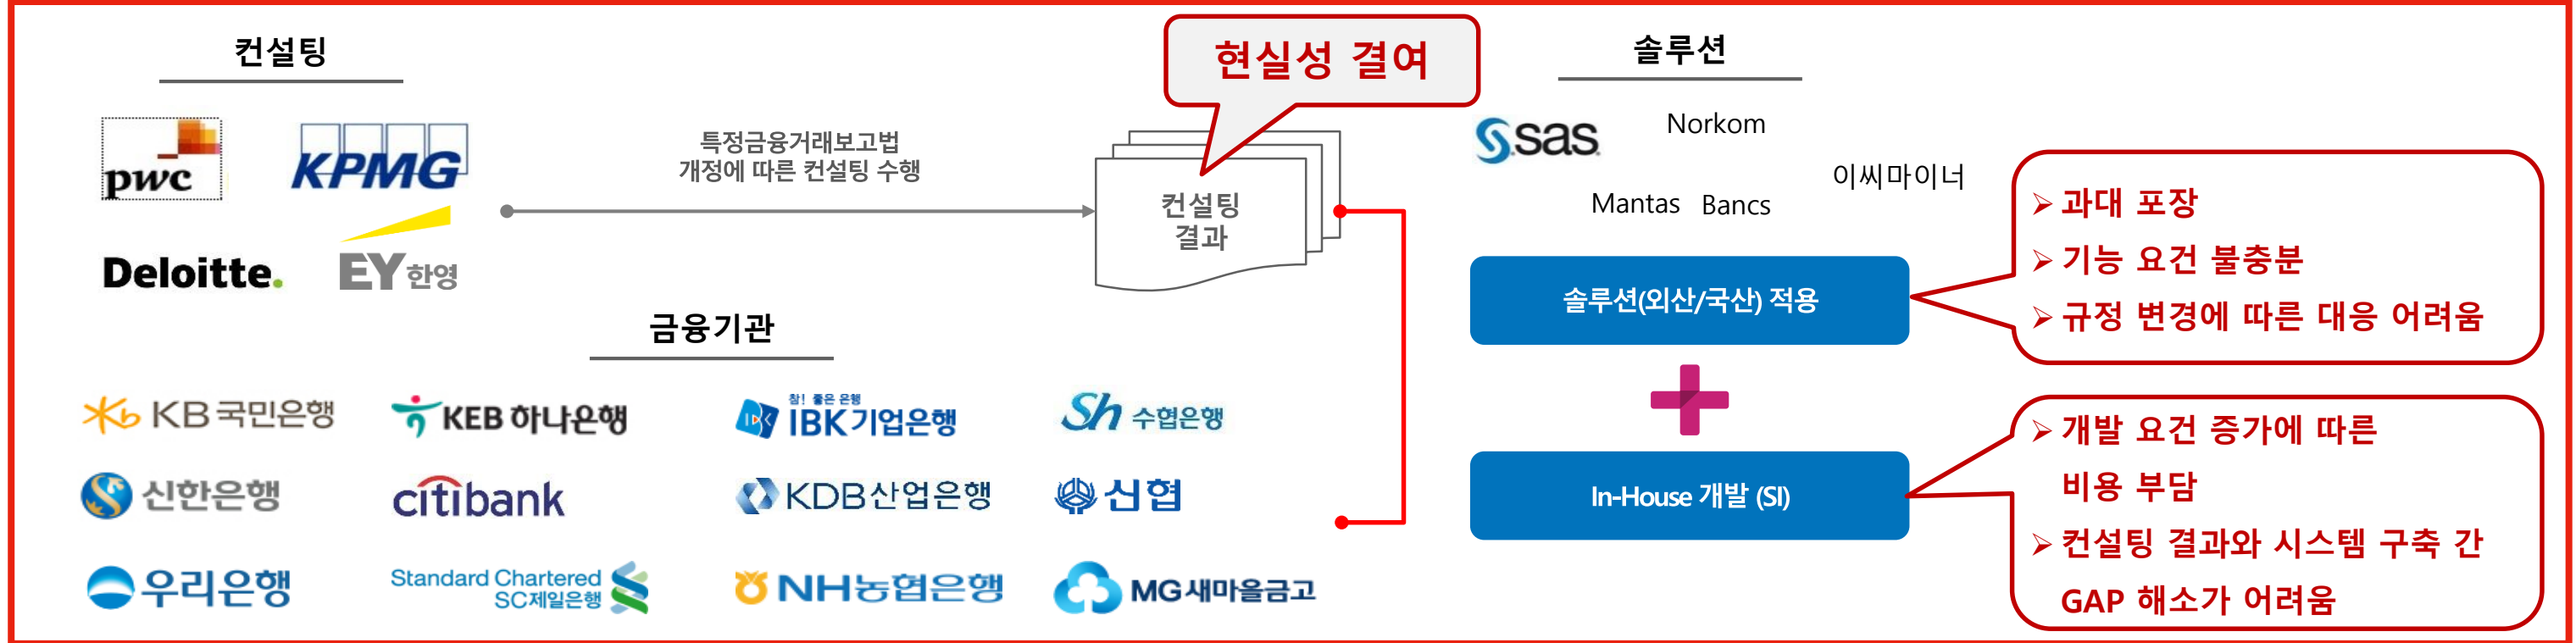 컨설팅
pwc
KPMG
Deloitte.
EY한영
특정금융거래보고법
개정에 따른 컨설팅 수행
현실성 결여
컨설팅
결과
금융기관
KB국민은행
KEB 하나은행
참! 좋은 은행
IBK기업은행
Sh 수협은행
신한은행
citibank
KDB산업은행
신협
우리은행
Standard Chartered
SC제일은행
NH농협은행
MG새마을금고
솔루션
sas
Norkom
이씨마이너
Mantas Bancs
솔루션(외산/국산) 적용
In-House 개발 (SI)
➢ 과대 포장
➢ 기능 요건 불충분
➢ 규정 변경에 따른 대응 어려움
➢ 개발 요건 증가에 따른
비용 부담
➢ 컨설팅 결과와 시스템 구축 간
GAP 해소가 어려움